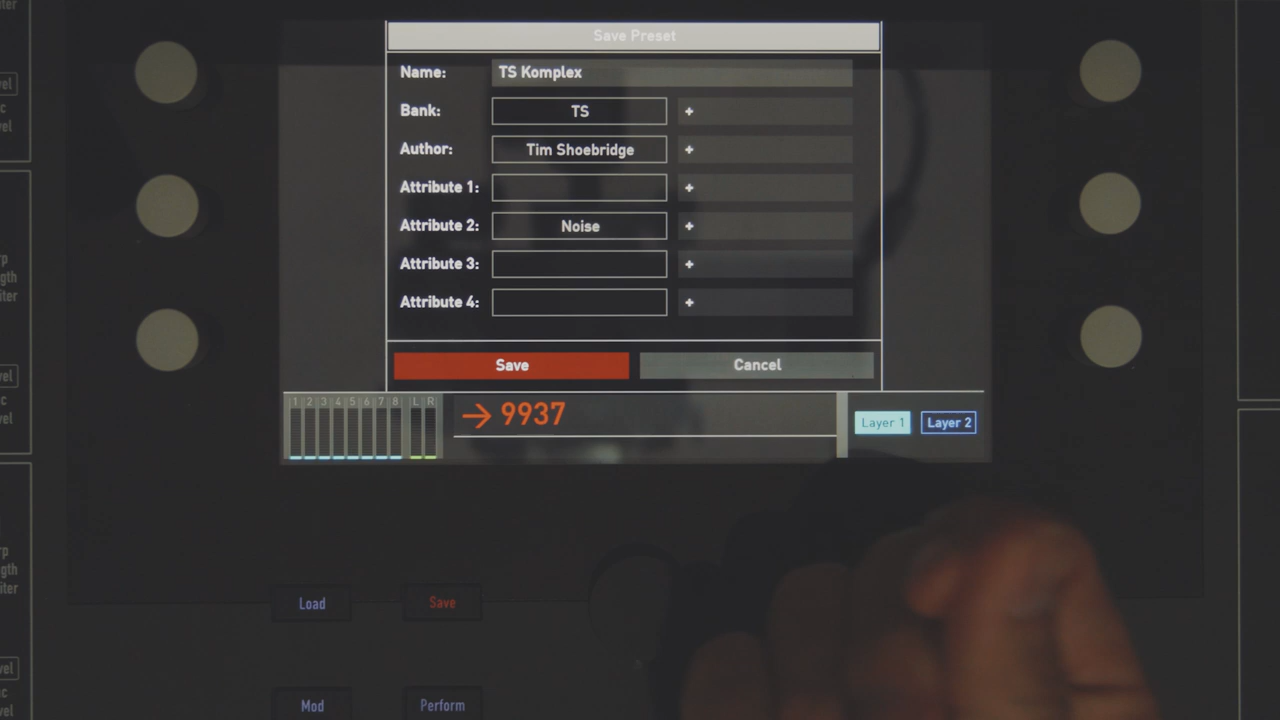 Save Preset
Name: TS Komplex
Bank: TS +
Author: Tim Shoebridge +
Attribute 1: +
Attribute 2: Noise +
Attribute 3: +
Attribute 4: +
Save Cancel
1 2 3 4 5 6 7 8 L R
→ 9937
Layer 1 Layer 2
Load Save
Mod Perform